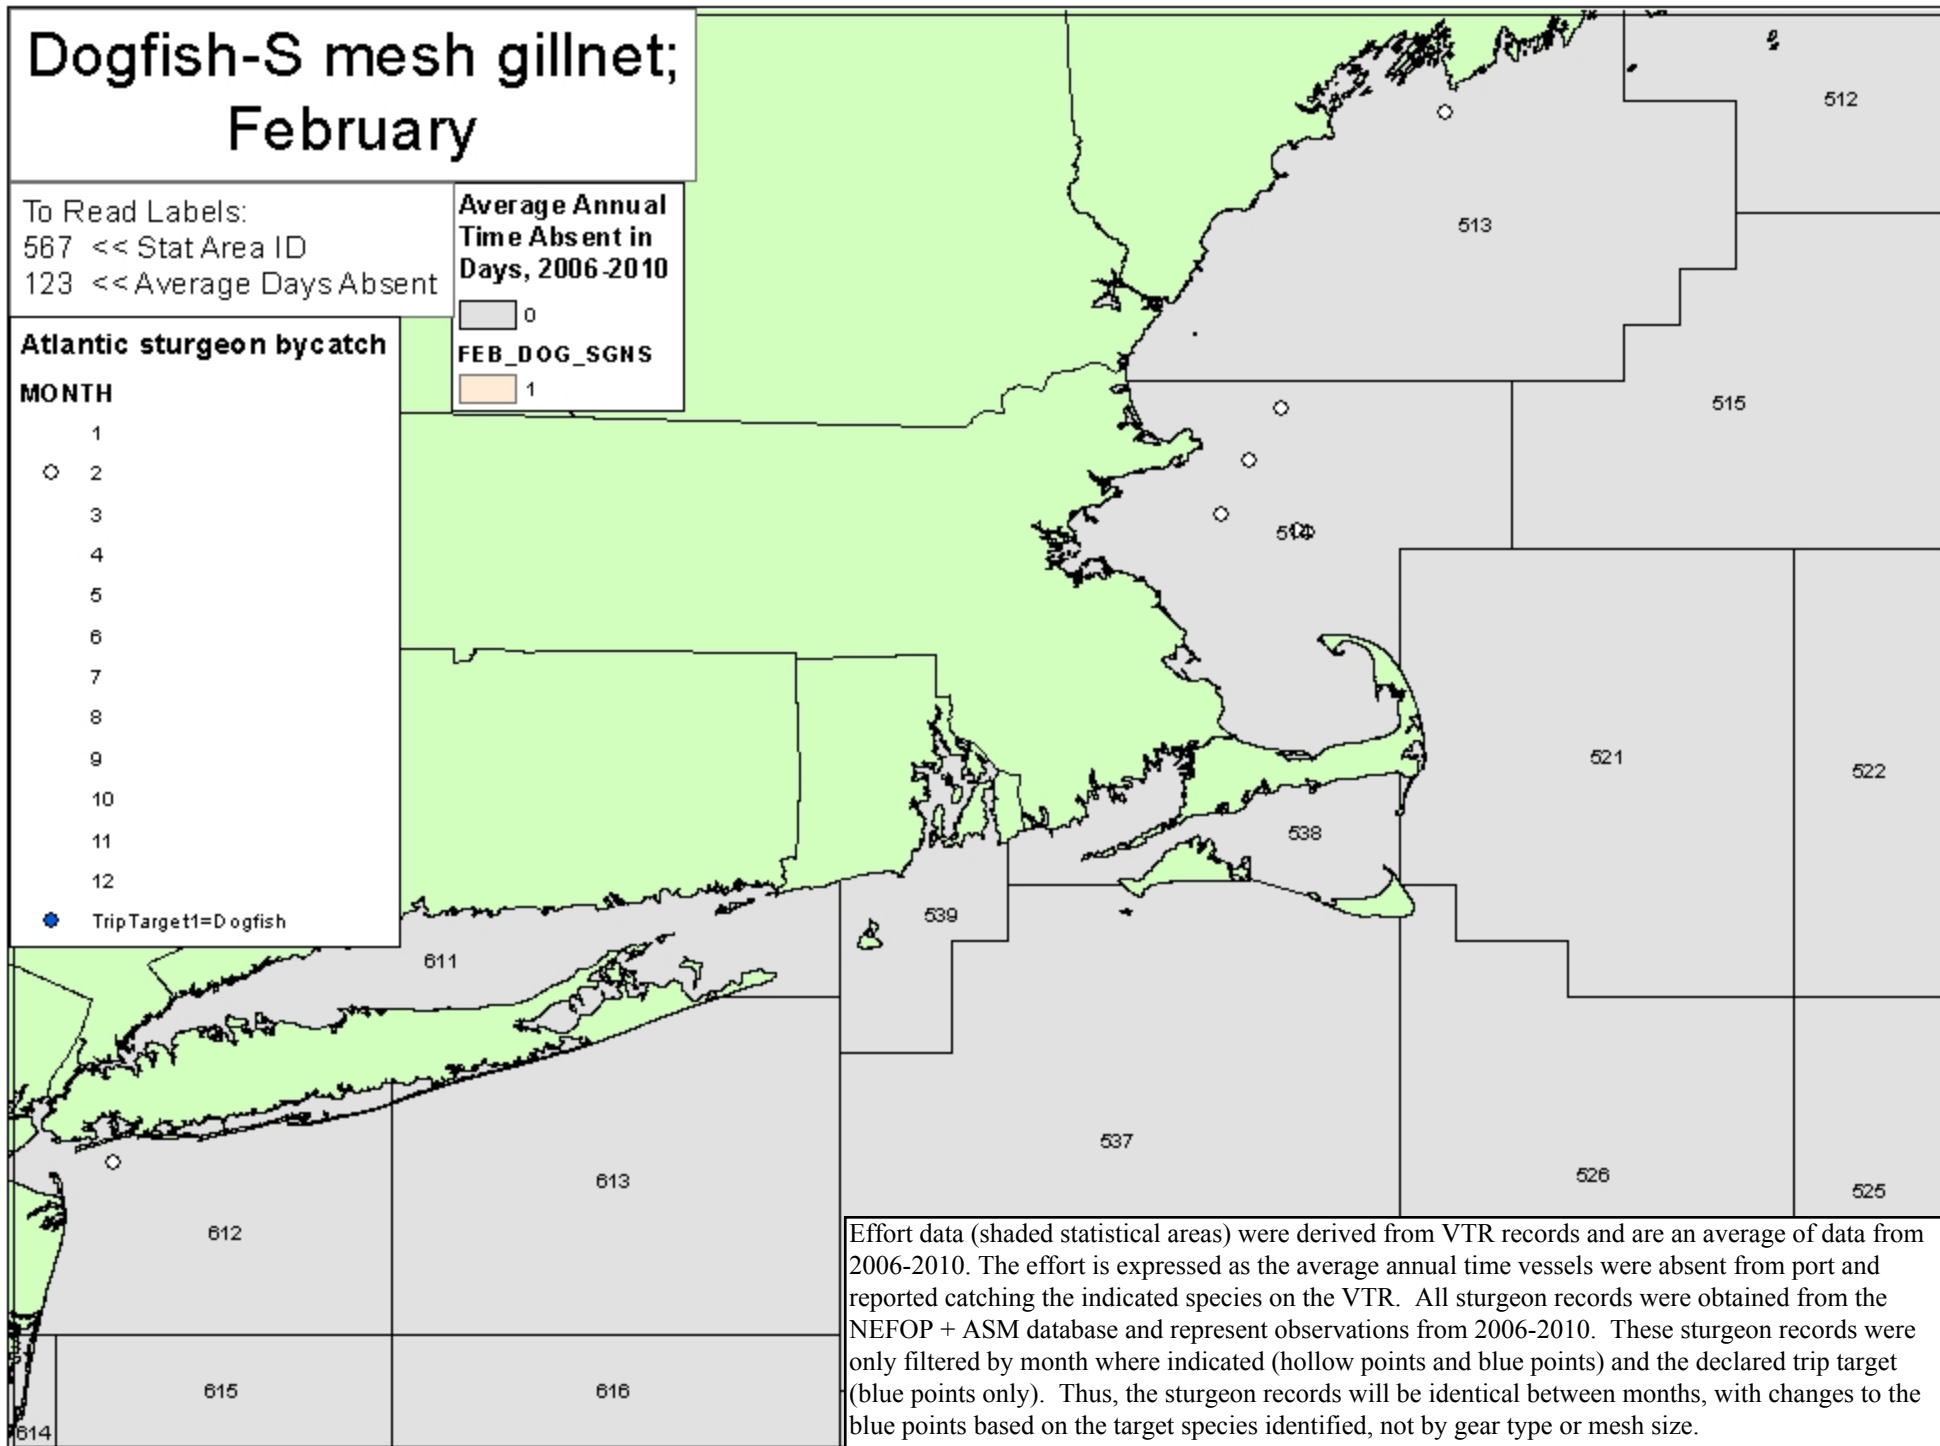 Dogfish-S mesh gillnet;
February
To Read Labels:
567 << Stat Area ID
123 << Average Days Absent
Average Annual
Time Absent in
Days, 2006-2010
0
FEB_DOG_SGNS
1
Atlantic sturgeon bycatch
MONTH
1
2
3
4
5
6
7
8
9
10
11
12
TripTarget1=Dogfish
512
513
515
521
522
538
539
611
537
613
526
525
612
615
616
614
Effort data (shaded statistical areas) were derived from VTR records and are an average of data from
2006-2010. The effort is expressed as the average annual time vessels were absent from port and
reported catching the indicated species on the VTR.  All sturgeon records were obtained from the
NEFOP + ASM database and represent observations from 2006-2010.  These sturgeon records were
only filtered by month where indicated (hollow points and blue points) and the declared trip target
(blue points only).  Thus, the sturgeon records will be identical between months, with changes to the
blue points based on the target species identified, not by gear type or mesh size.